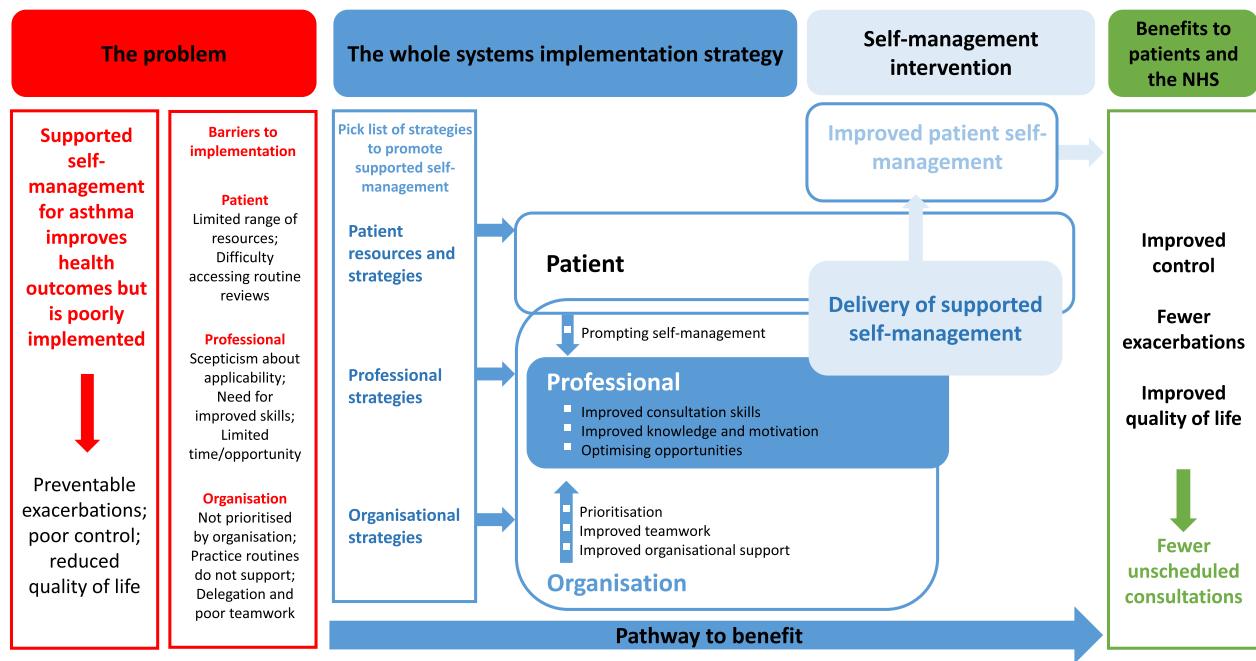 The problem
The whole systems implementation strategy
Self-management
intervention
Benefits to
patients and
the NHS
Supported
self-
management
for asthma
improves
health
outcomes but
is poorly
implemented
Preventable
exacerbations;
poor control;
reduced
quality of life
Barriers to
implementation
Patient
Limited range of
resources;
Difficulty
accessing routine
reviews
Professional
Scepticism about
applicability;
Need for
improved skills;
Limited
time/opportunity
Organisation
Not prioritised
by organisation;
Practice routines
do not support;
Delegation and
poor teamwork
Pick list of strategies
to promote
supported self-
management
Patient
resources and
strategies
Professional
strategies
Organisational
strategies
Improved patient self-
management
Patient
Delivery of supported
self-management
Prompting self-management
Professional
Improved consultation skills
Improved knowledge and motivation
Optimising opportunities
Prioritisation
Improved teamwork
Improved organisational support
Organisation
Improved
control
Fewer
exacerbations
Improved
quality of life
Fewer
unscheduled
consultations
Pathway to benefit